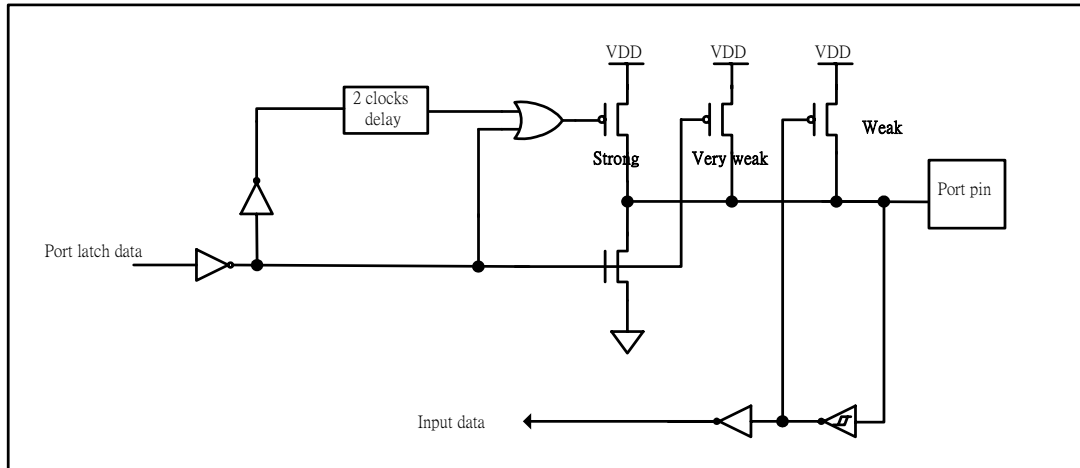 VDD
VDD
VDD
2 clocks
delay
Weak
Strong
Very weak
Port pin
Port latch data
Input data